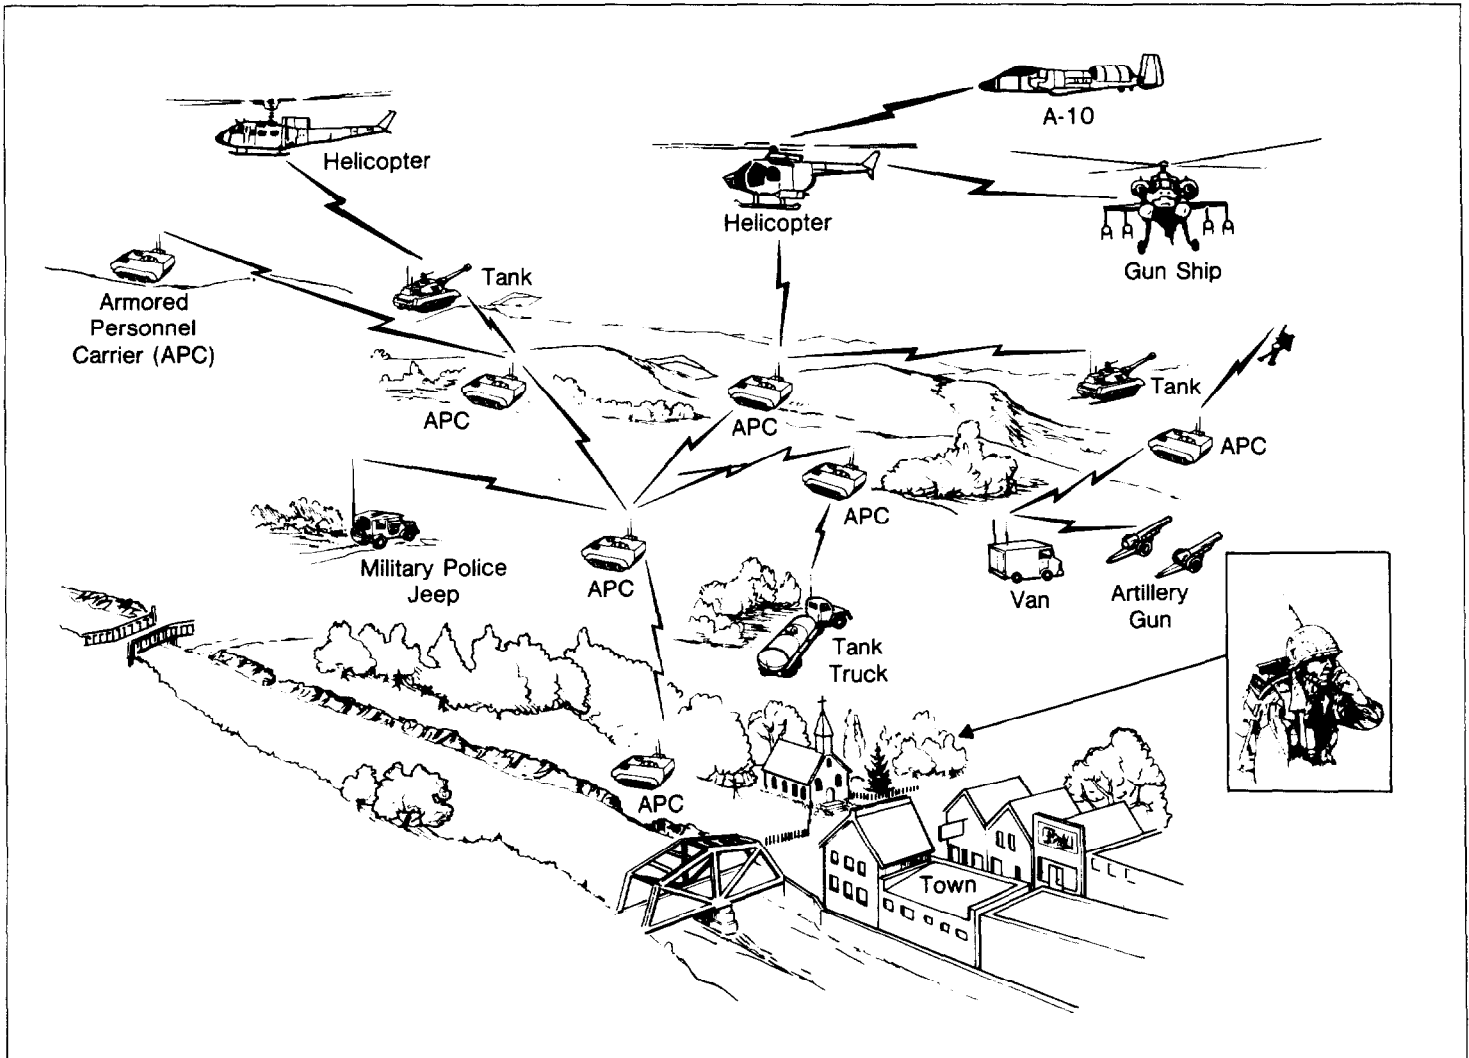 A-10
Helicopter
Helicopter
Gun Ship
Tank
Armored
Personnel
Carrier (APC)
Tank
APC
APC
APC
APC
Military Police
Jeep
APC
Van
Artillery
Gun
Tank
Truck
APC
Town